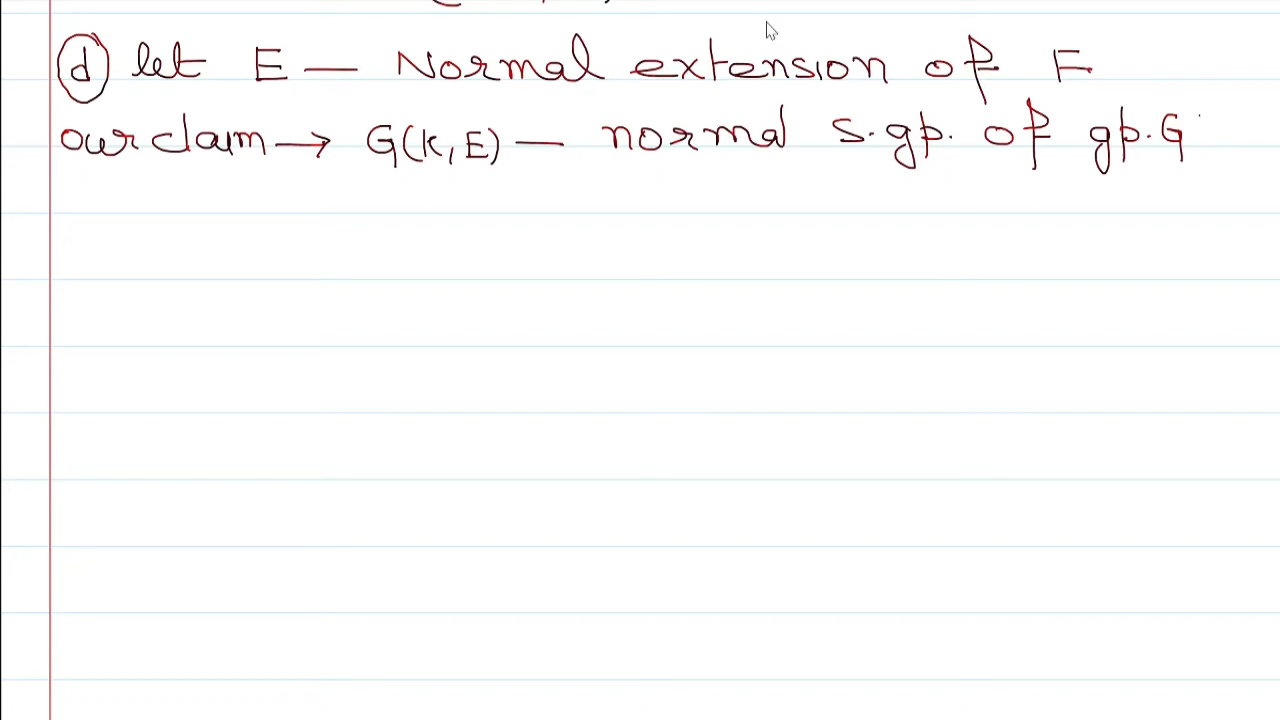 (d) let E — Normal extension of F
our claim → G(K, E) — normal s.gp. of gp. G